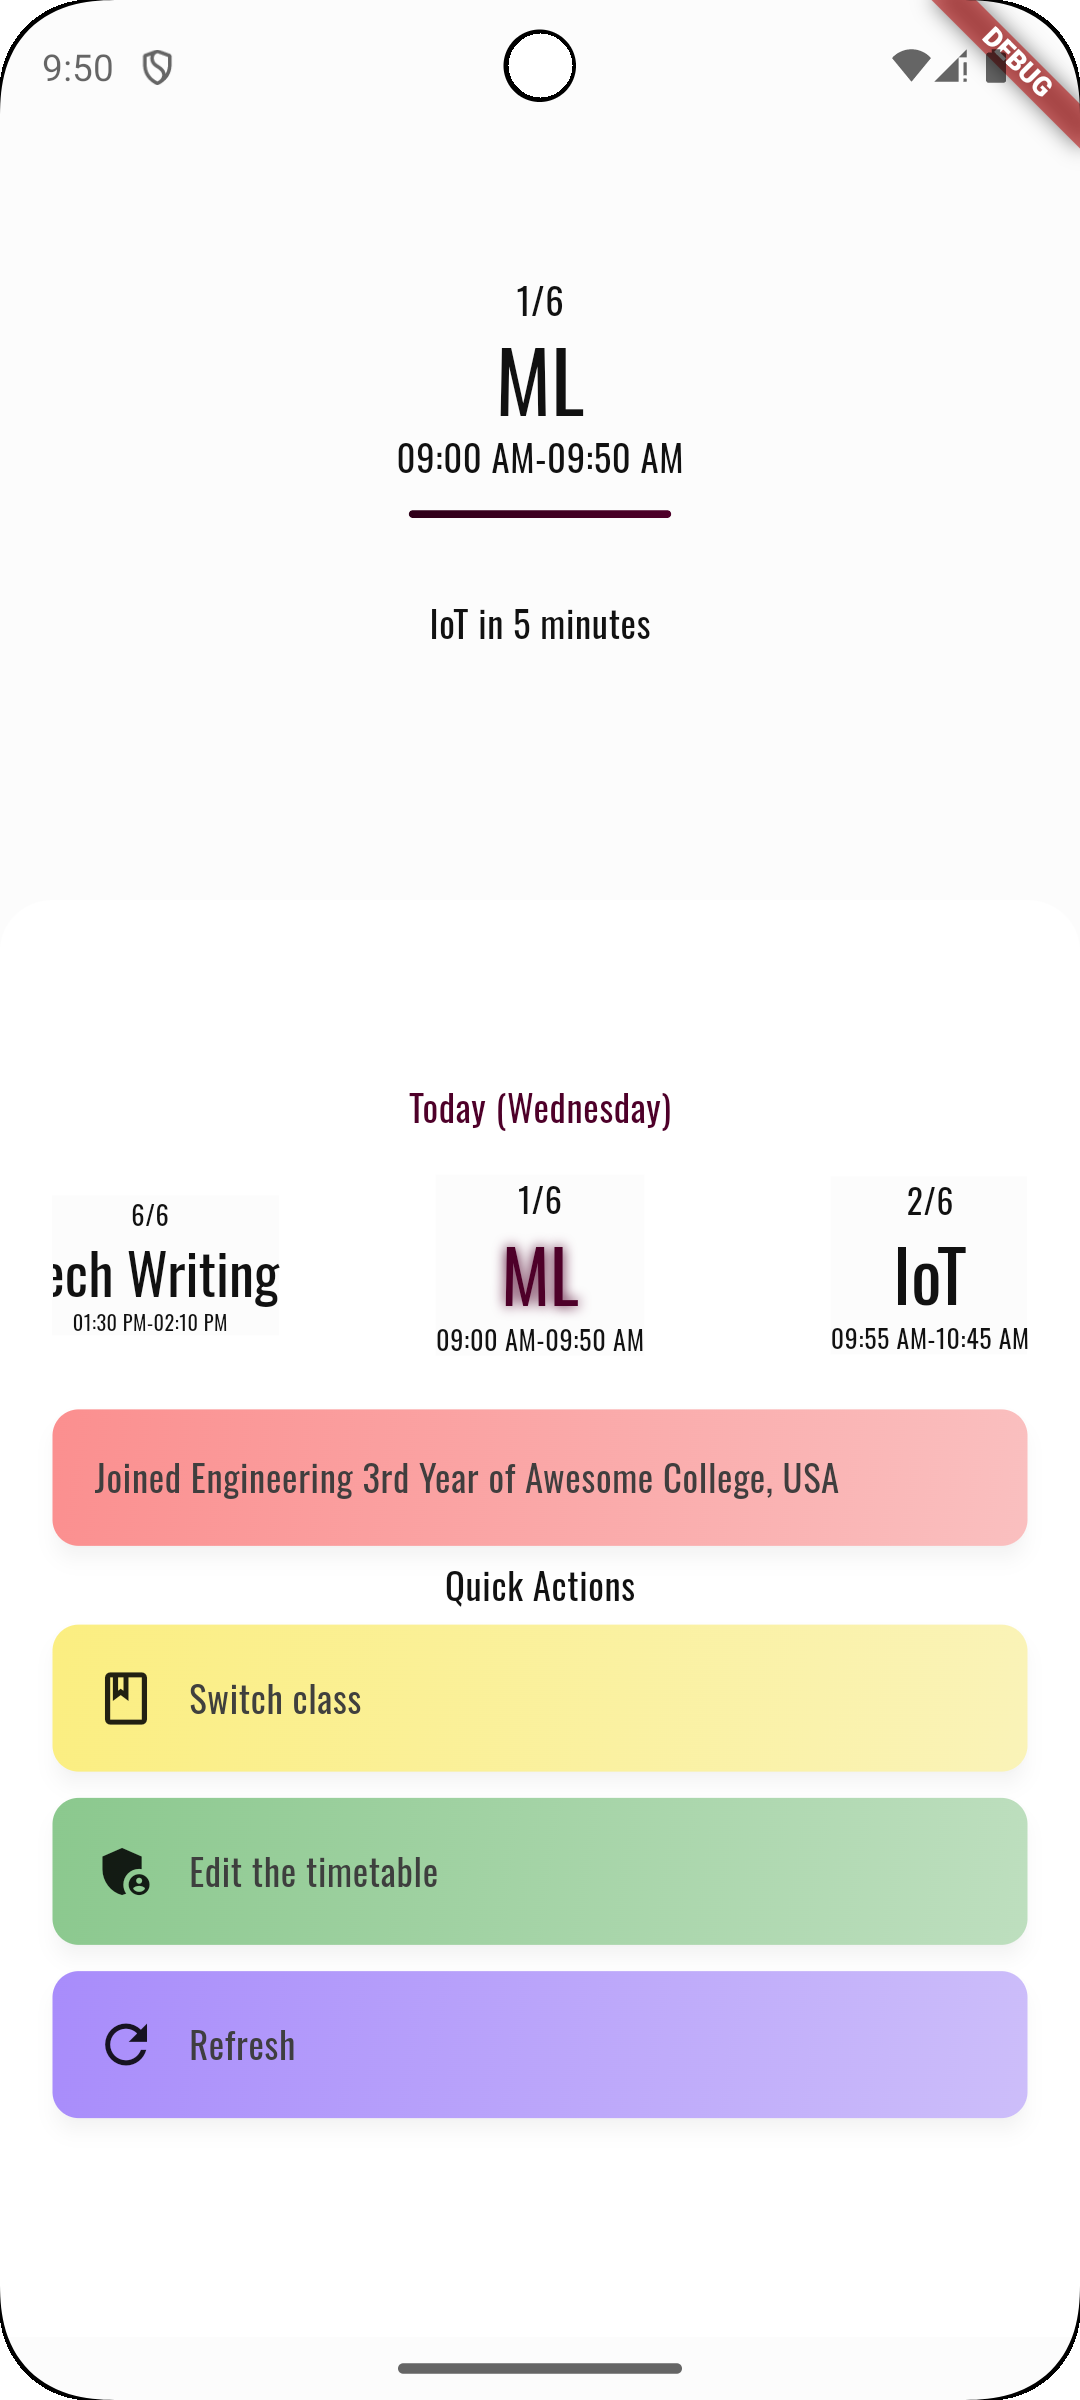 9:50
DEBUG
1/6
ML
09:00 AM-09:50 AM
IoT in 5 minutes
Today (Wednesday)
6/6
ech Writing
01:30 PM-02:10 PM
1/6
ML
09:00 AM-09:50 AM
2/6
IoT
09:55 AM-10:45 AM
Joined Engineering 3rd Year of Awesome College, USA
Quick Actions
Switch class
Edit the timetable
Refresh